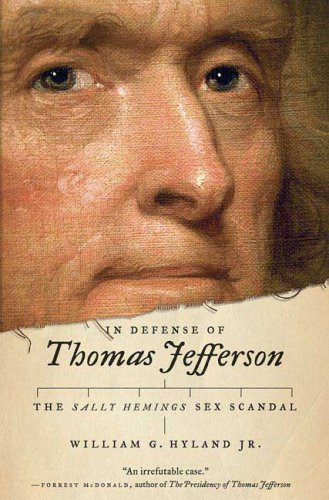 IN DEFENSE OF
Thomas Jefferson
THE SALLY HEMINGS SEX SCANDAL
WILLIAM G. HYLAND JR.
"An irrefutable case."
—FORREST McDONALD, author of The Presidency of Thomas Jefferson